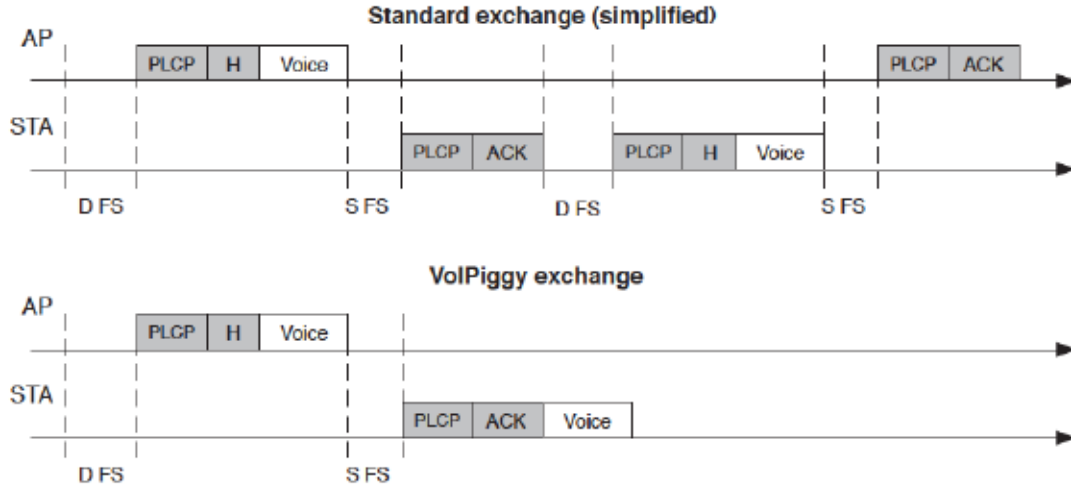 Standard exchange (simplified)
AP
PLCP H Voice PLCP ACK
STA
PLCP ACK PLCP H Voice
D FS S FS D FS S FS
VoIPiggy exchange
AP
PLCP H Voice
STA
PLCP ACK Voice
D FS S FS